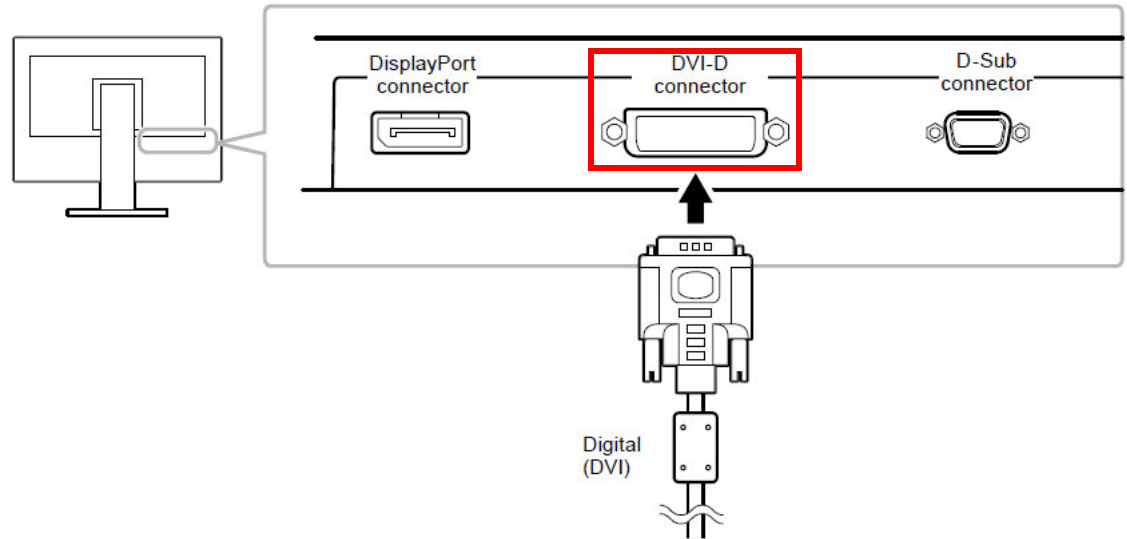 DisplayPort
connector
DVI-D
connector
D-Sub
connector
Digital
(DVI)